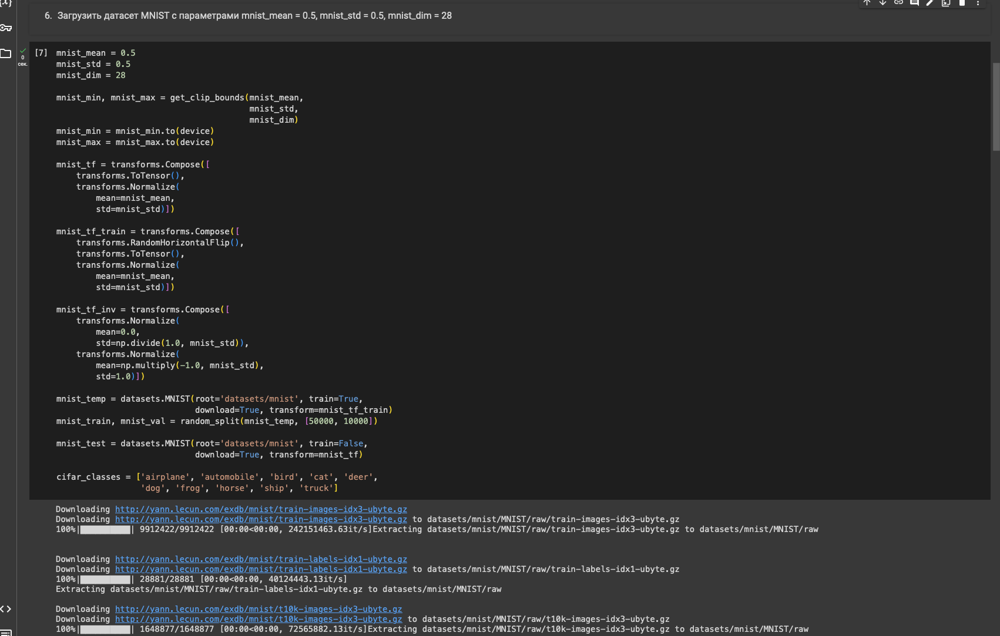 {x}
6. Загрузить датасет MNIST с параметрами mnist_mean = 0.5, mnist_std = 0.5, mnist_dim = 28
0
сек.
[7] mnist_mean = 0.5
mnist_std = 0.5
mnist_dim = 28
mnist_min, mnist_max = get_clip_bounds(mnist_mean,
mnist_std,
mnist_dim)
mnist_min = mnist_min.to(device)
mnist_max = mnist_max.to(device)
mnist_tf = transforms.Compose([
transforms.ToTensor(),
transforms.Normalize(
mean=mnist_mean,
std=mnist_std)])
mnist_tf_train = transforms.Compose([
transforms.RandomHorizontalFlip(),
transforms.ToTensor(),
transforms.Normalize(
mean=mnist_mean,
std=mnist_std)])
mnist_tf_inv = transforms.Compose([
transforms.Normalize(
mean=0.0,
std=np.divide(1.0, mnist_std)),
transforms.Normalize(
mean=np.multiply(-1.0, mnist_std),
std=1.0)])
mnist_temp = datasets.MNIST(root='datasets/mnist', train=True,
download=True, transform=mnist_tf_train)
mnist_train, mnist_val = random_split(mnist_temp, [50000, 10000])
mnist_test = datasets.MNIST(root='datasets/mnist', train=False,
download=True, transform=mnist_tf)
cifar_classes = ['airplane', 'automobile', 'bird', 'cat', 'deer',
'dog', 'frog', 'horse', 'ship', 'truck']
Downloading http://yann.lecun.com/exdb/mnist/train-images-idx3-ubyte.gz
Downloading http://yann.lecun.com/exdb/mnist/train-images-idx3-ubyte.gz to datasets/mnist/MNIST/raw/train-images-idx3-ubyte.gz
100%|██████████| 9912422/9912422 [00:00<00:00, 242151463.63it/s]Extracting datasets/mnist/MNIST/raw/train-images-idx3-ubyte.gz to datasets/mnist/MNIST/raw
Downloading http://yann.lecun.com/exdb/mnist/train-labels-idx1-ubyte.gz
Downloading http://yann.lecun.com/exdb/mnist/train-labels-idx1-ubyte.gz to datasets/mnist/MNIST/raw/train-labels-idx1-ubyte.gz
100%|██████████| 28881/28881 [00:00<00:00, 40124443.13it/s]
Extracting datasets/mnist/MNIST/raw/train-labels-idx1-ubyte.gz to datasets/mnist/MNIST/raw
Downloading http://yann.lecun.com/exdb/mnist/t10k-images-idx3-ubyte.gz
Downloading http://yann.lecun.com/exdb/mnist/t10k-images-idx3-ubyte.gz to datasets/mnist/MNIST/raw/t10k-images-idx3-ubyte.gz
100%|██████████| 1648877/1648877 [00:00<00:00, 72565882.13it/s]Extracting datasets/mnist/MNIST/raw/t10k-images-idx3-ubyte.gz to datasets/mnist/MNIST/raw